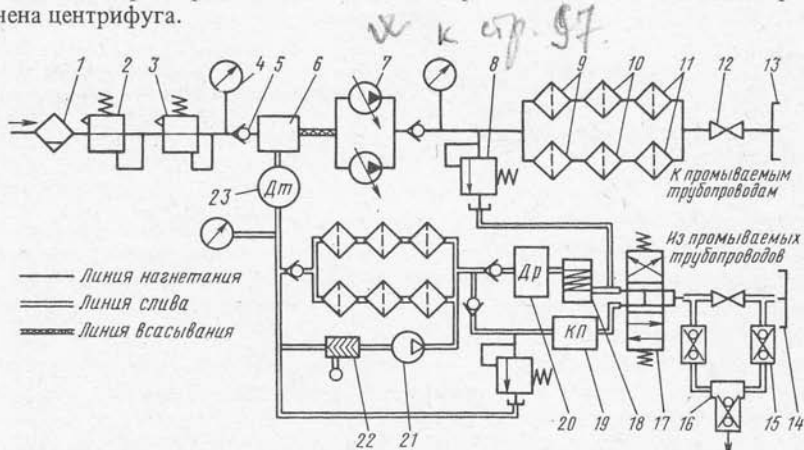 нена центрифуга.
к стр. 97
1
2
3
4
5
6
7
8
9
10
11
12
13
К промываемым
трубопроводам
23
Дт
Из промываемых
трубопроводов
Линия нагнетания
Линия слива
Линия всасывания
Др
КП
22
21
20
19
18
17
16
15
14